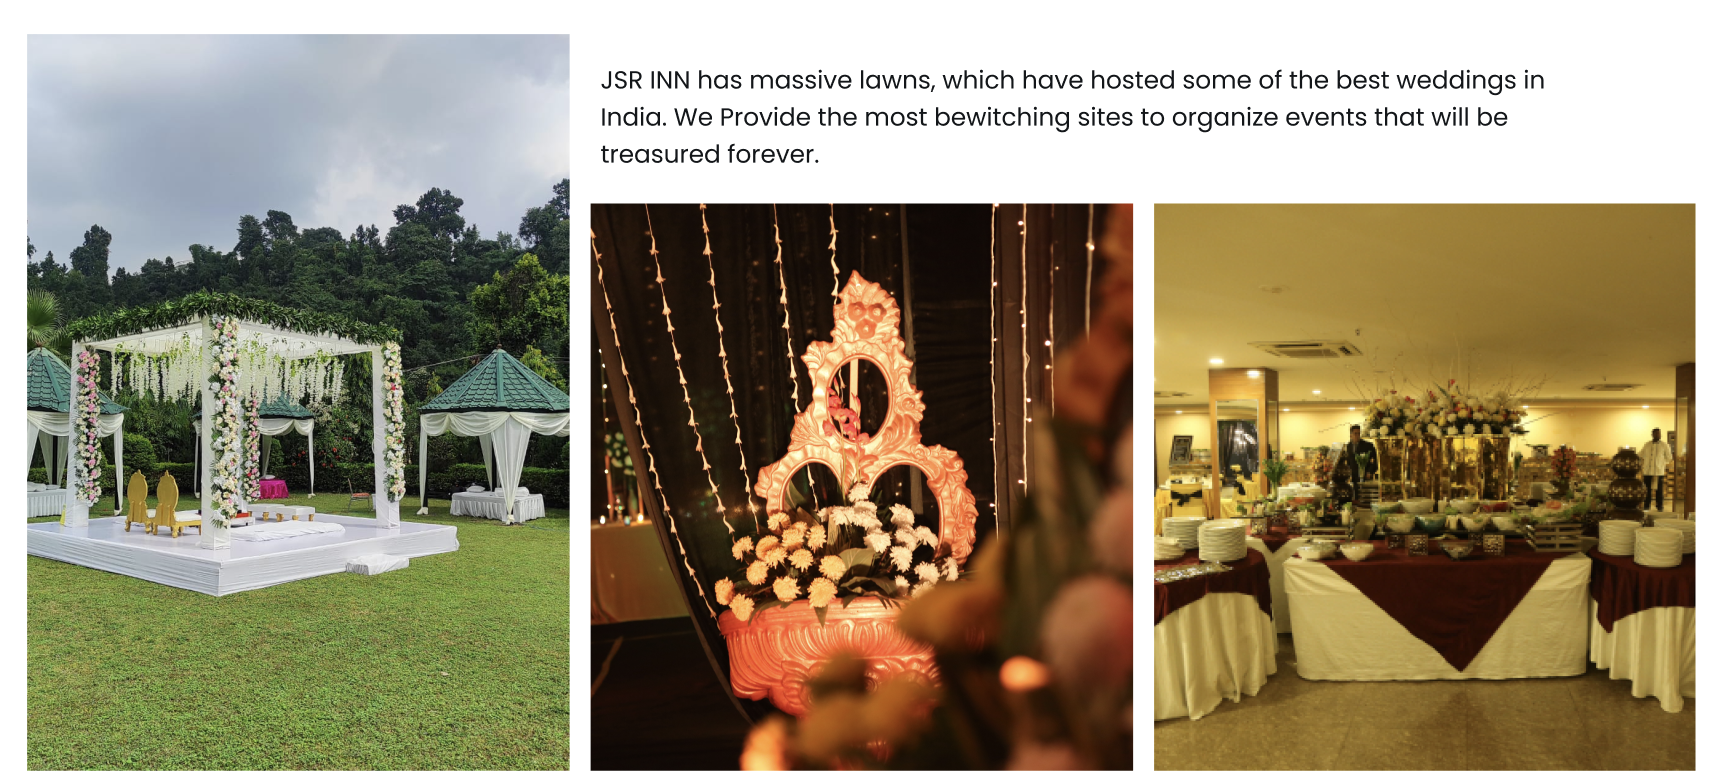 JSR INN has massive lawns, which have hosted some of the best weddings in
India. We Provide the most bewitching sites to organize events that will be
treasured forever.